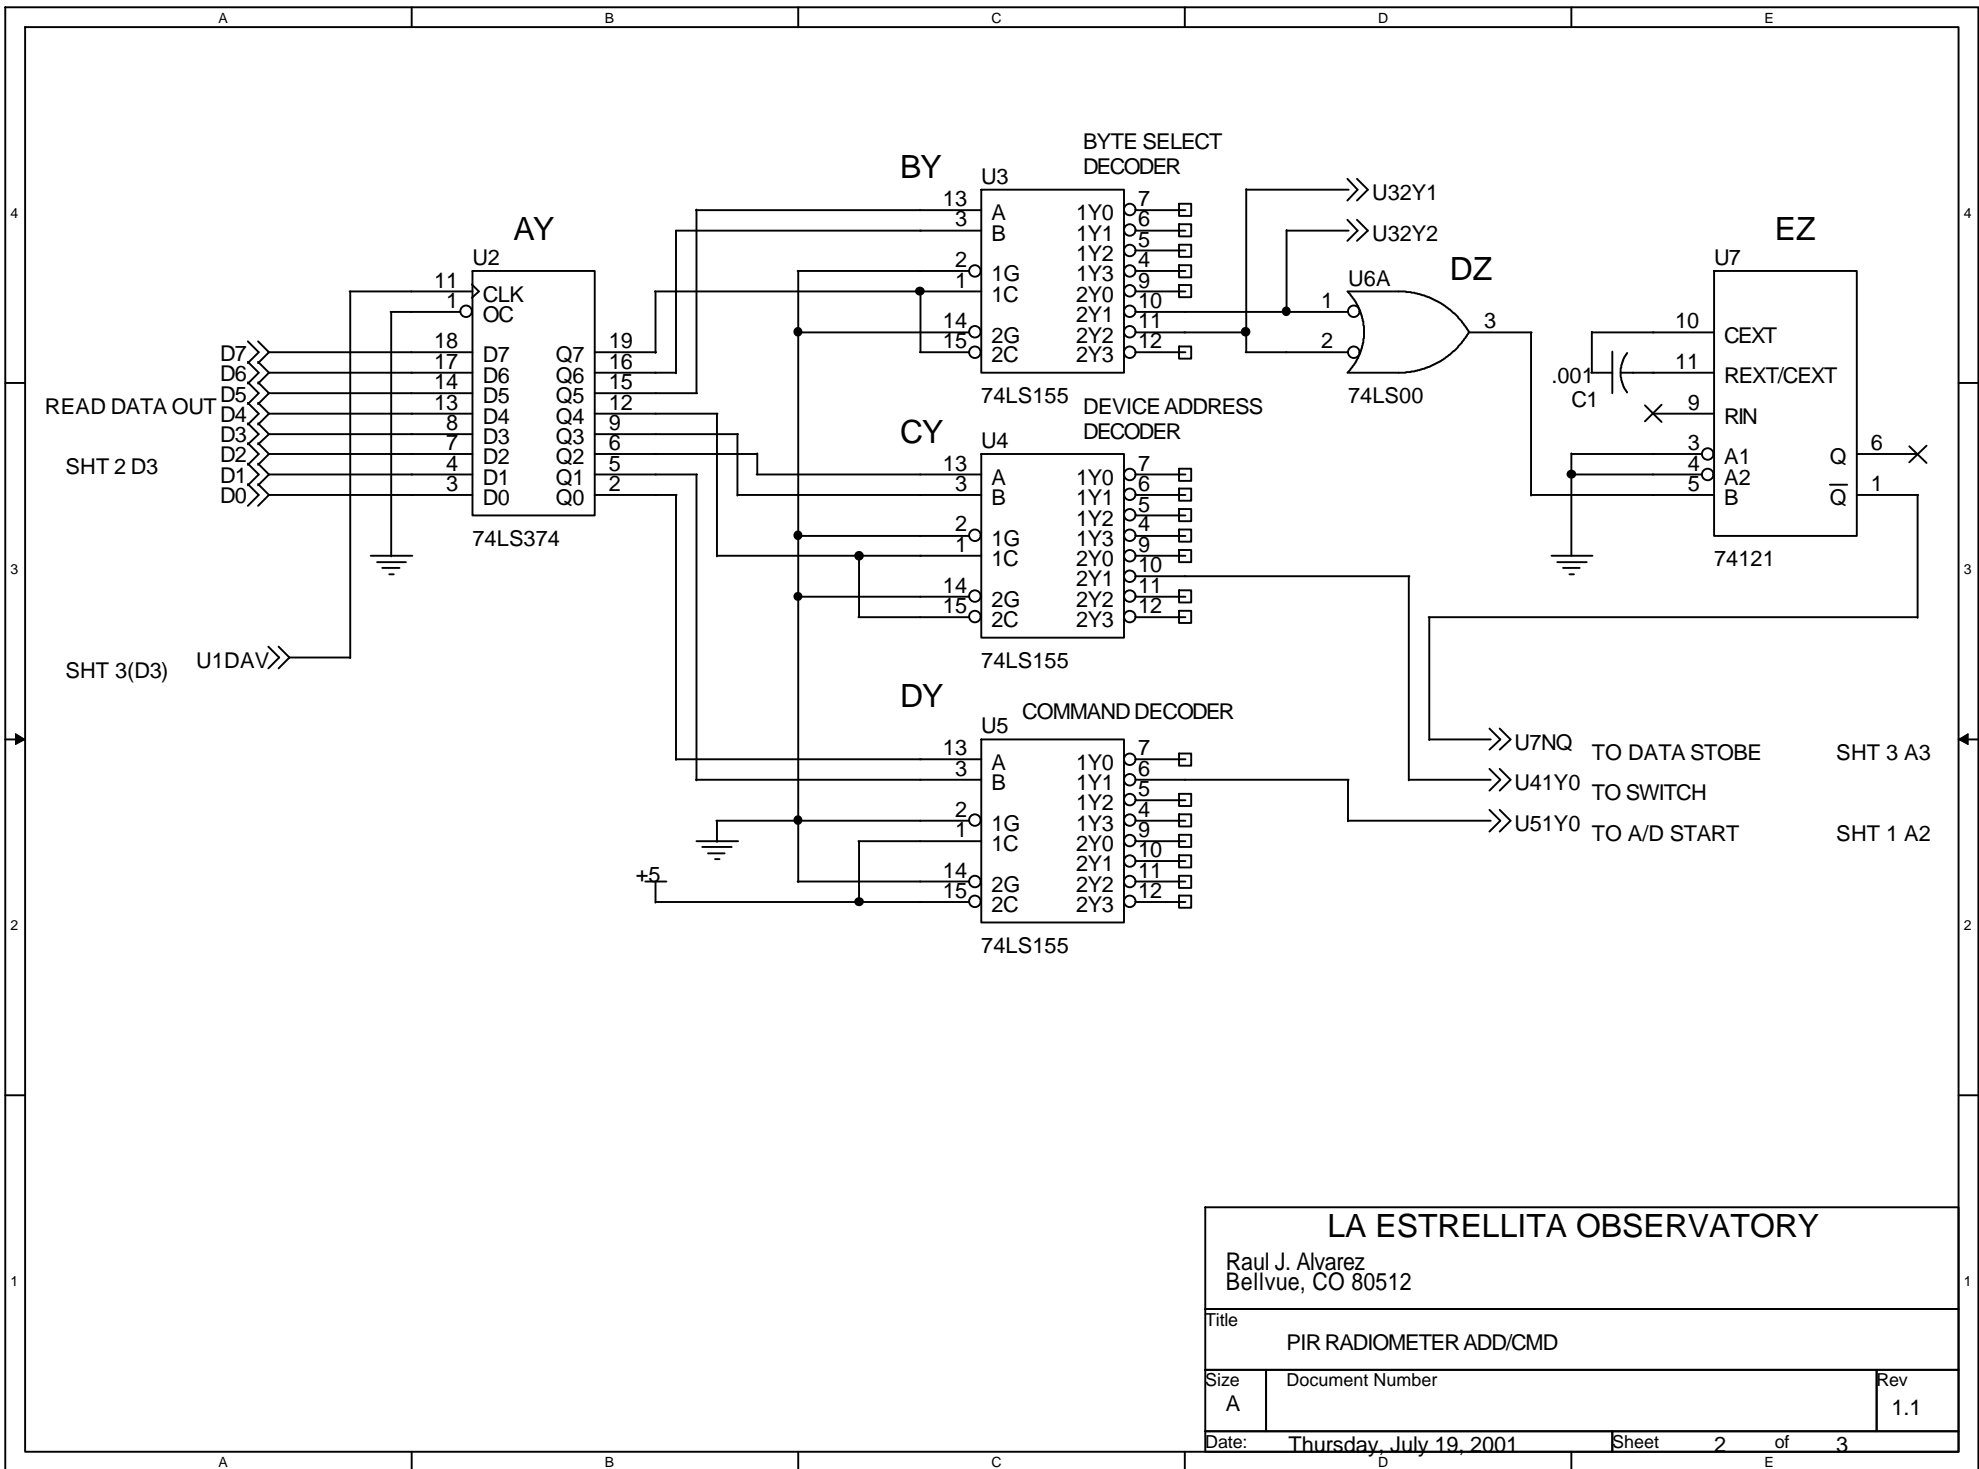 A B C D E
4 4
3 3
2 2
1 1
A B C D E
AY
U2
11 CLK
1 OC
D7 18 D7 Q7 19
D6 17 D6 Q6 16
D5 14 D5 Q5 15
D4 13 D4 Q4 12
D3 8 D3 Q3 9
D2 7 D2 Q2 6
D1 4 D1 Q1 5
D0 3 D0 Q0 2
74LS374
READ DATA OUT
SHT 2 D3
SHT 3(D3) U1DAV
BY
U3
BYTE SELECT
DECODER
13 A 1Y0 7
3 B 1Y1 6
1Y2 5
2 1G 1Y3 4
1 1C 2Y0 9
2Y1 10
14 2G 2Y2 11
15 2C 2Y3 12
74LS155
CY
U4
DEVICE ADDRESS
DECODER
13 A 1Y0 7
3 B 1Y1 6
1Y2 5
2 1G 1Y3 4
1 1C 2Y0 9
2Y1 10
14 2G 2Y2 11
15 2C 2Y3 12
74LS155
DY
U5
COMMAND DECODER
13 A 1Y0 7
3 B 1Y1 6
1Y2 5
2 1G 1Y3 4
1 1C 2Y0 9
2Y1 10
14 2G 2Y2 11
15 2C 2Y3 12
74LS155
+5
U32Y1
U32Y2
DZ
U6A
1
2
3
74LS00
EZ
U7
10 CEXT
11 REXT/CEXT
9 RIN
3 A1 Q 6
4 A2
5 B Q 1
74121
.001
C1
U7NQ TO DATA STOBE SHT 3 A3
U41Y0 TO SWITCH
U51Y0 TO A/D START SHT 1 A2
LA ESTRELLITA OBSERVATORY
Raul J. Alvarez
Bellvue, CO 80512
Title
PIR RADIOMETER ADD/CMD
Size Document Number Rev
A 1.1
Date: Thursday, July 19, 2001 Sheet 2 of 3